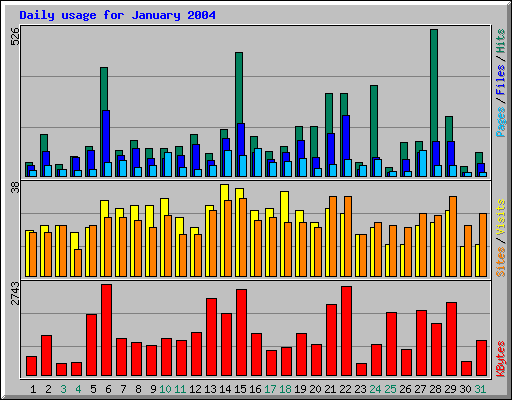 Daily usage for January 2004
526
Pages / Files / Hits
38
Sites / Visits
2743
KBytes
1 2 3 4 5 6 7 8 9 10 11 12 13 14 15 16 17 18 19 20 21 22 23 24 25 26 27 28 29 30 31